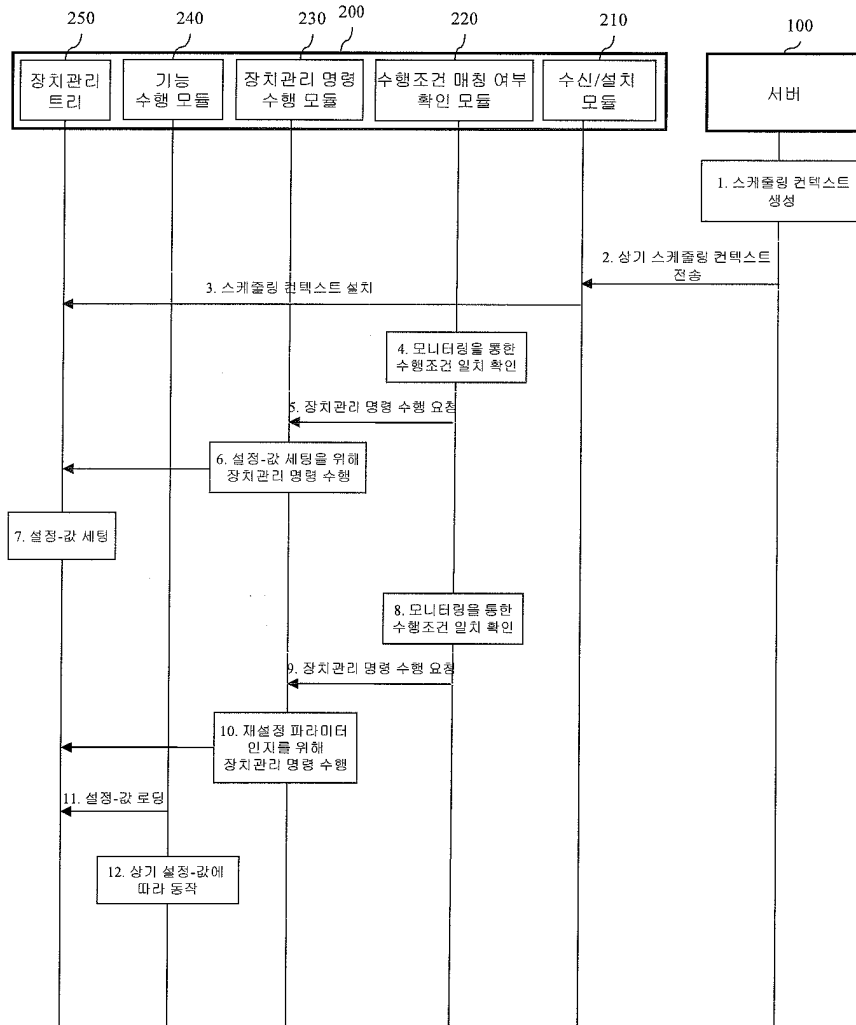 250
240
230
200
220
210
100
장치관리
트리
기능
수행 모듈
장치관리 명령
수행 모듈
수행조건 매칭 여부
확인 모듈
수신/설치
모듈
서버
1. 스케줄링 컨텍스트
생성
2. 상기 스케줄링 컨텍스트
전송
3. 스케줄링 컨텍스트 설치
4. 모니터링을 통한
수행조건 일치 확인
5. 장치관리 명령 수행 요청
6. 설정-값 세팅을 위해
장치관리 명령 수행
7. 설정-값 세팅
8. 모니터링을 통한
수행조건 일치 확인
9. 장치관리 명령 수행 요청
10. 재설정 파라미터
인지를 위해
장치관리 명령 수행
11. 설정-값 로딩
12. 상기 설정-값에
따라 동작